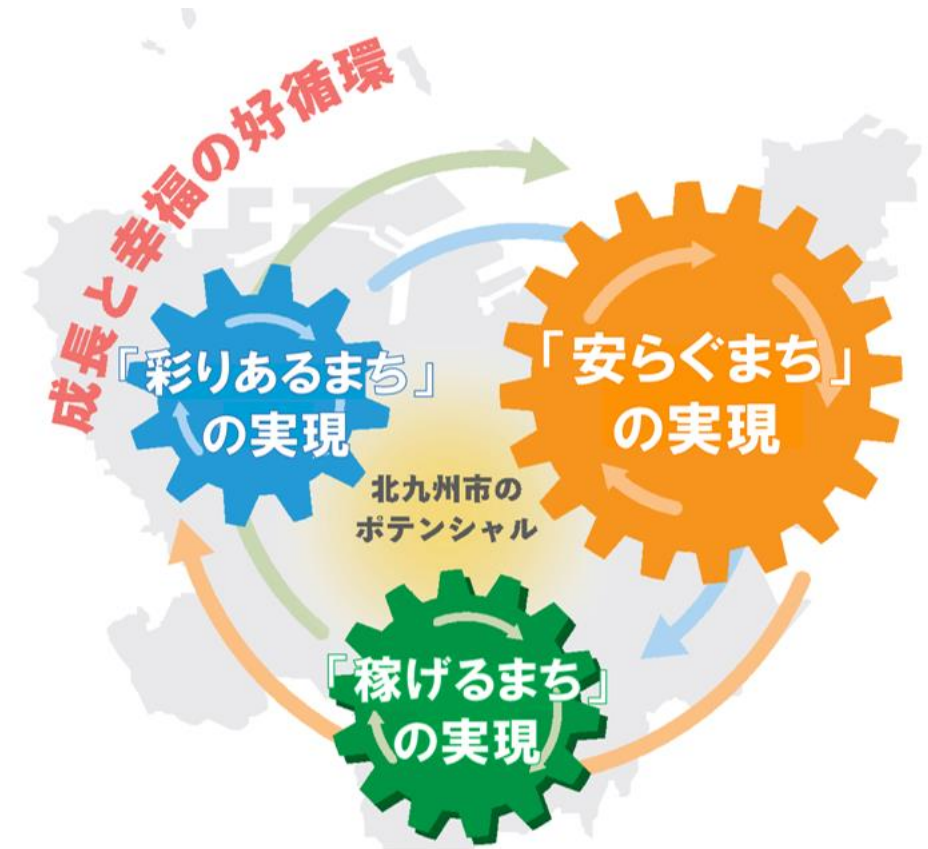 成長と幸福の好循環
『彩りあるまち』
の実現
「安らぐまち」
の実現
北九州市の
ポテンシャル
『稼げるまち』
の実現